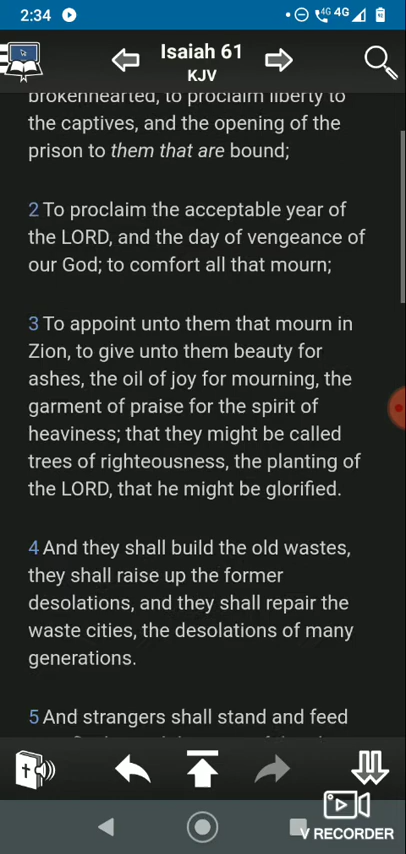 2:34 4G 4G
Isaiah 61
KJV
brokenhearted, to proclaim liberty to
the captives, and the opening of the
prison to them that are bound;
2 To proclaim the acceptable year of
the LORD, and the day of vengeance of
our God; to comfort all that mourn;
3 To appoint unto them that mourn in
Zion, to give unto them beauty for
ashes, the oil of joy for mourning, the
garment of praise for the spirit of
heaviness; that they might be called
trees of righteousness, the planting of
the LORD, that he might be glorified.
4 And they shall build the old wastes,
they shall raise up the former
desolations, and they shall repair the
waste cities, the desolations of many
generations.
5 And strangers shall stand and feed
V RECORDER